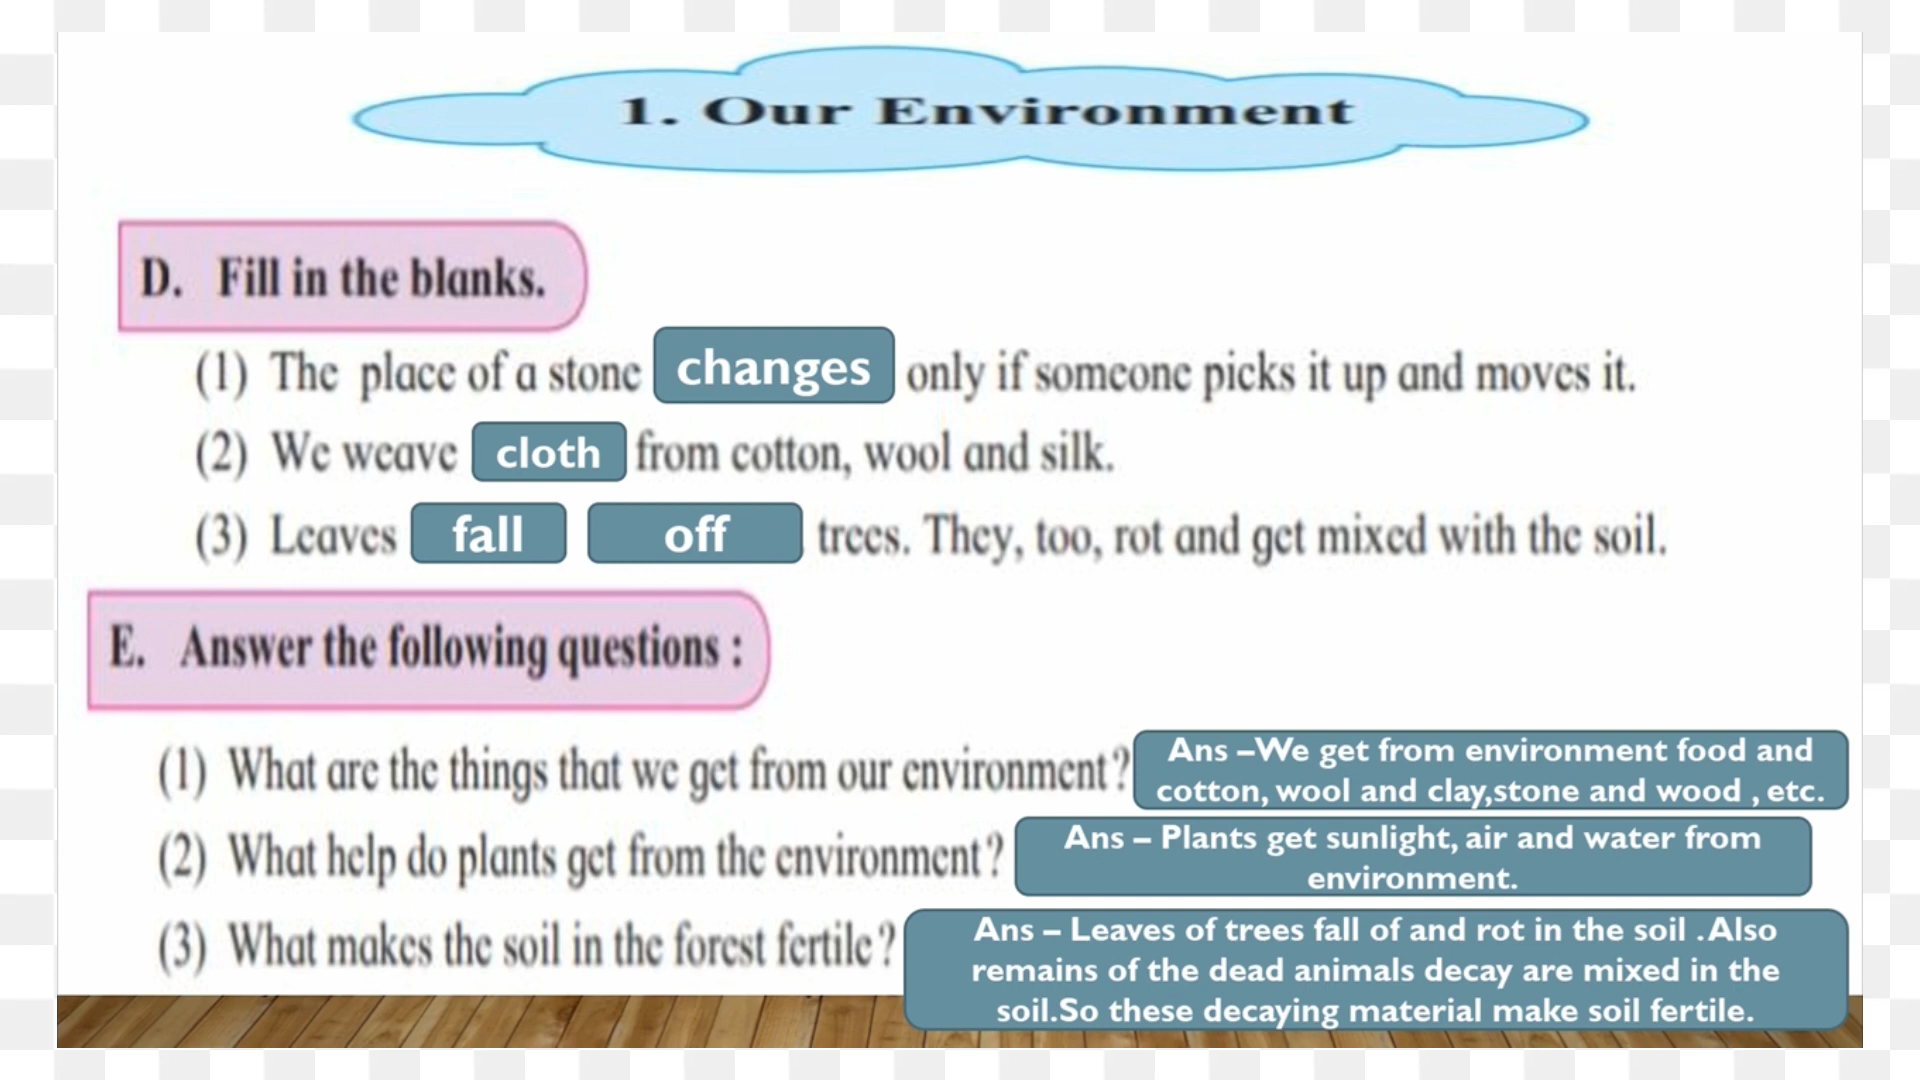 1. Our Environment
D. Fill in the blanks.
(1) The place of a stone changes only if someone picks it up and moves it.
(2) We weave cloth from cotton, wool and silk.
(3) Leaves fall off trees. They, too, rot and get mixed with the soil.
E. Answer the following questions :
(1) What are the things that we get from our environment?
Ans –We get from environment food and
cotton, wool and clay,stone and wood , etc.
(2) What help do plants get from the environment?
Ans – Plants get sunlight, air and water from
environment.
(3) What makes the soil in the forest fertile?
Ans – Leaves of trees fall of and rot in the soil .Also
remains of the dead animals decay are mixed in the
soil.So these decaying material make soil fertile.